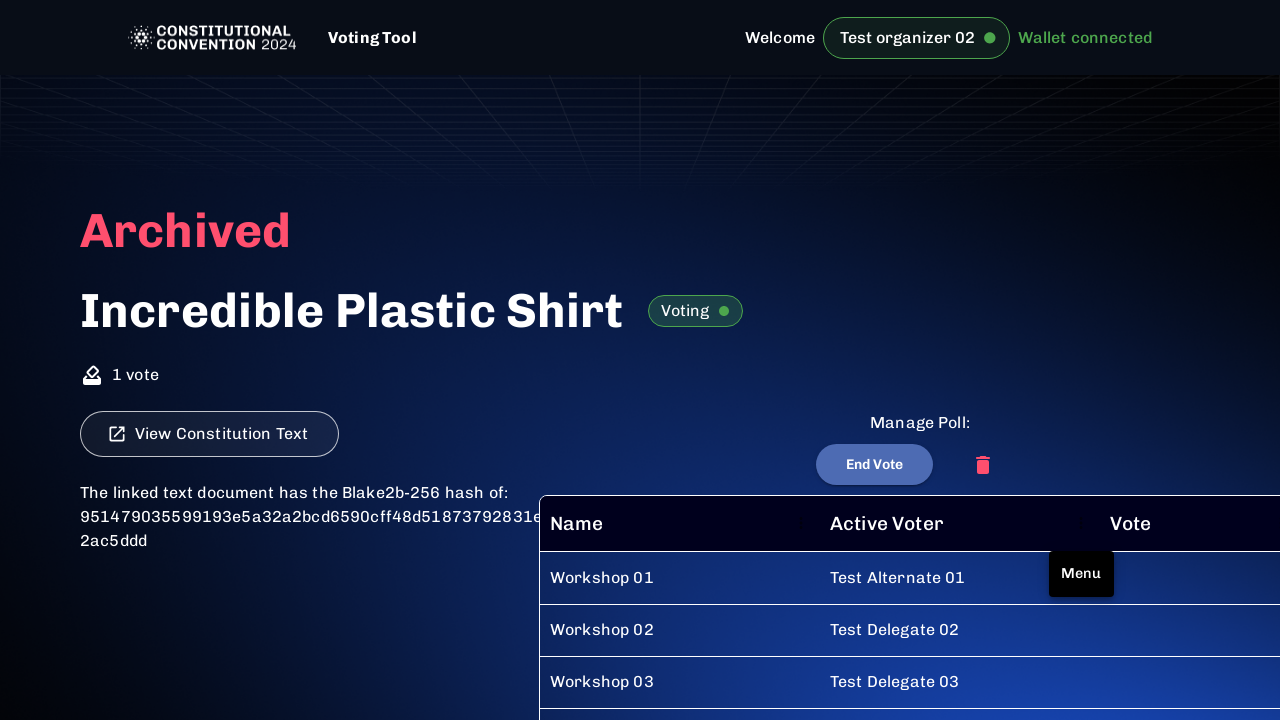 CONSTITUTIONAL
CONVENTION 2024
Voting Tool
Welcome
Test organizer 02
Wallet connected
Archived
Incredible Plastic Shirt
Voting
1 vote
View Constitution Text
Manage Poll:
End Vote
The linked text document has the Blake2b-256 hash of:
951479035599193e5a32a2bcd6590cff48d51873792831e
2ac5ddd
Name Active Voter Vote
Workshop 01 Test Alternate 01
Menu
Workshop 02 Test Delegate 02
Workshop 03 Test Delegate 03